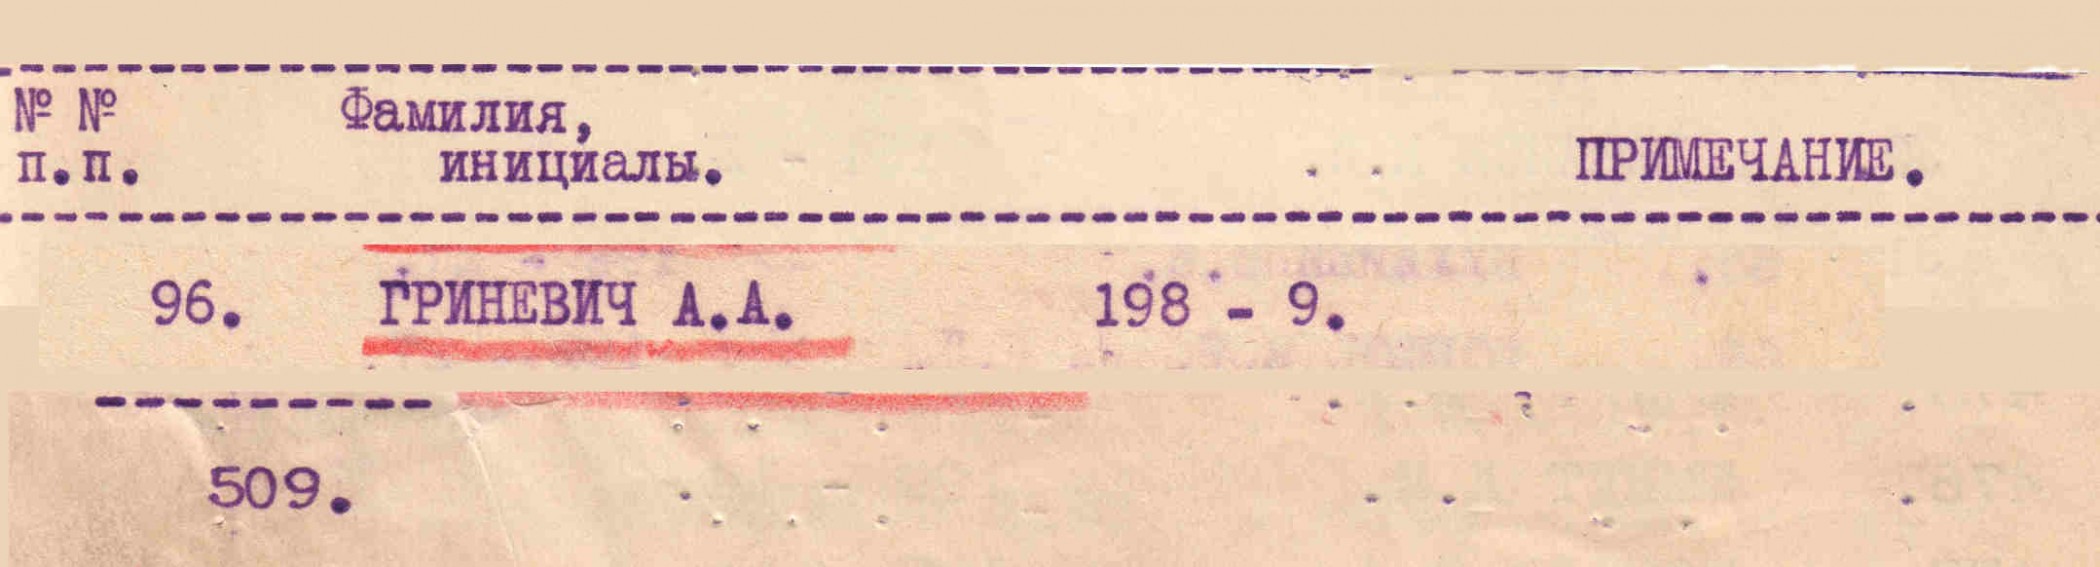 № № Фамилия,
п.п. инициалы. ПРИМЕЧАНИЕ.
96. ГРИНЕВИЧ А.А. 198 - 9.
509.